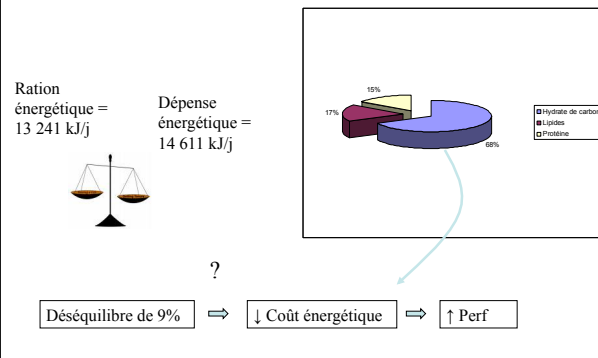 Ration
énergétique =
13 241 kJ/j
Dépense
énergétique =
14 611 kJ/j
15%
17%
68%
Hydrate de carbon
Lipides
Protéine
?
Déséquilibre de 9% ⇨ ↓ Coût énergétique ⇨ ↑ Perf